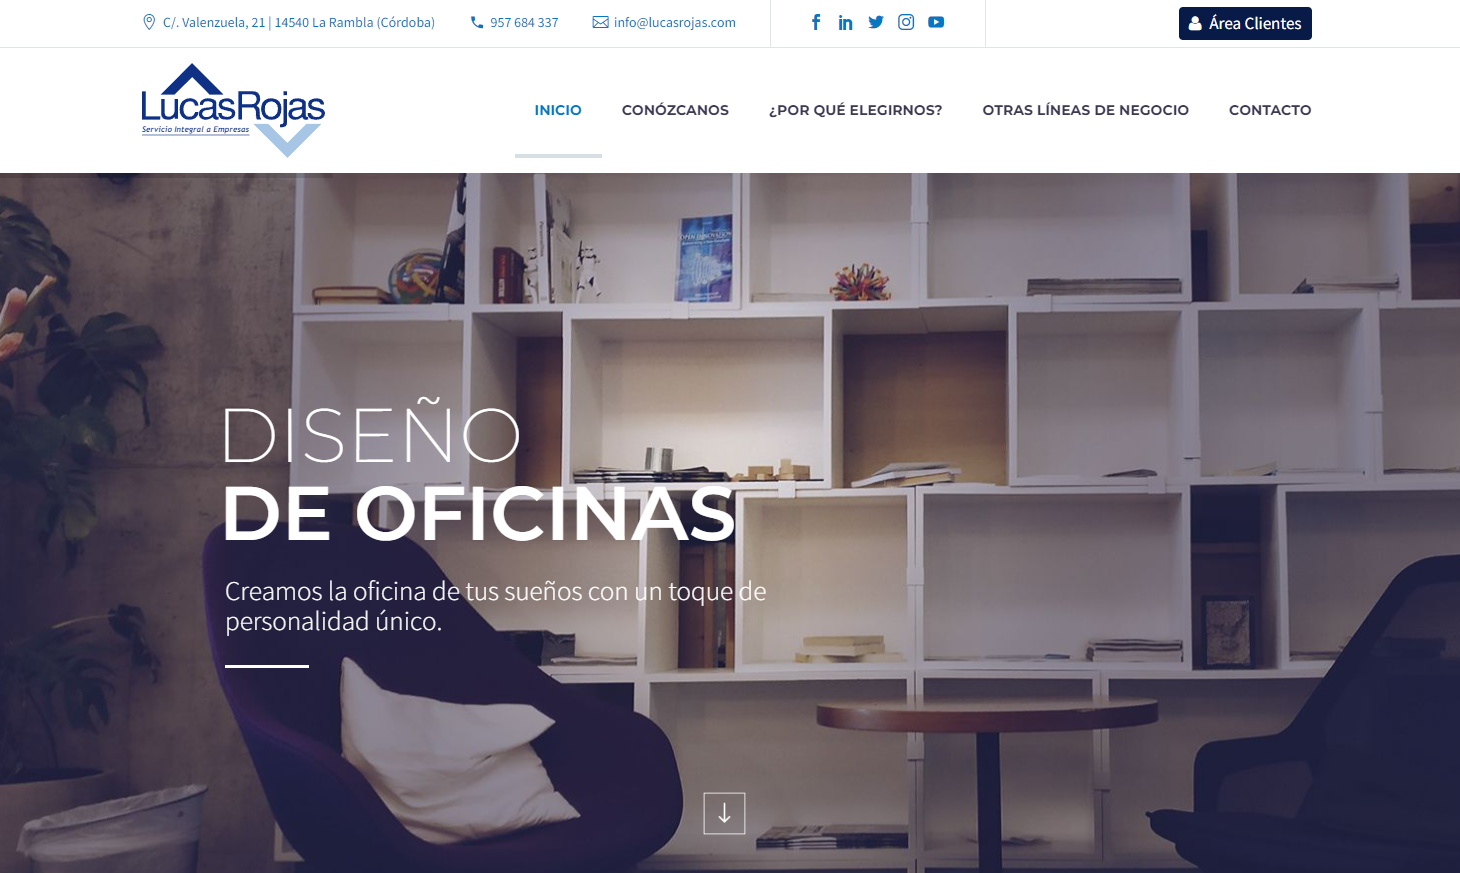 C/. Valenzuela, 21 | 14540 La Rambla (Córdoba)
957 684 337
info@lucasrojas.com
Área Clientes
LucasRojas
Servicio Integral a Empresas
INICIO
CONÓZCANOS
¿POR QUÉ ELEGIRNOS?
OTRAS LÍNEAS DE NEGOCIO
CONTACTO
OPEN INNOVATION
DISEÑO
DE OFICINAS
Creamos la oficina de tus sueños con un toque de
personalidad único.